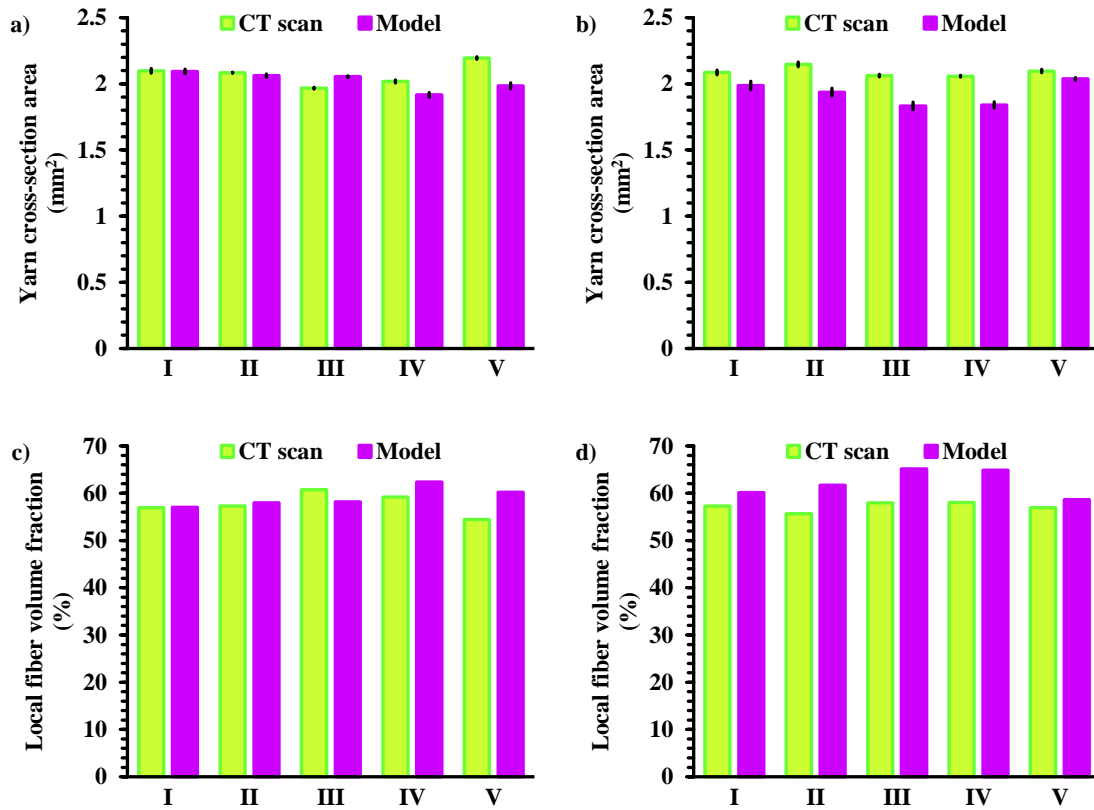 a)
CT scan Model
Yarn cross-section area
(mm²)
2.5
2
1.5
1
0.5
0
I II III IV V
b)
CT scan Model
Yarn cross-section area
(mm²)
2.5
2
1.5
1
0.5
0
I II III IV V
c)
CT scan Model
Local fiber volume fraction
(%)
70
60
50
40
30
20
10
0
I II III IV V
d)
CT scan Model
Local fiber volume fraction
(%)
70
60
50
40
30
20
10
0
I II III IV V